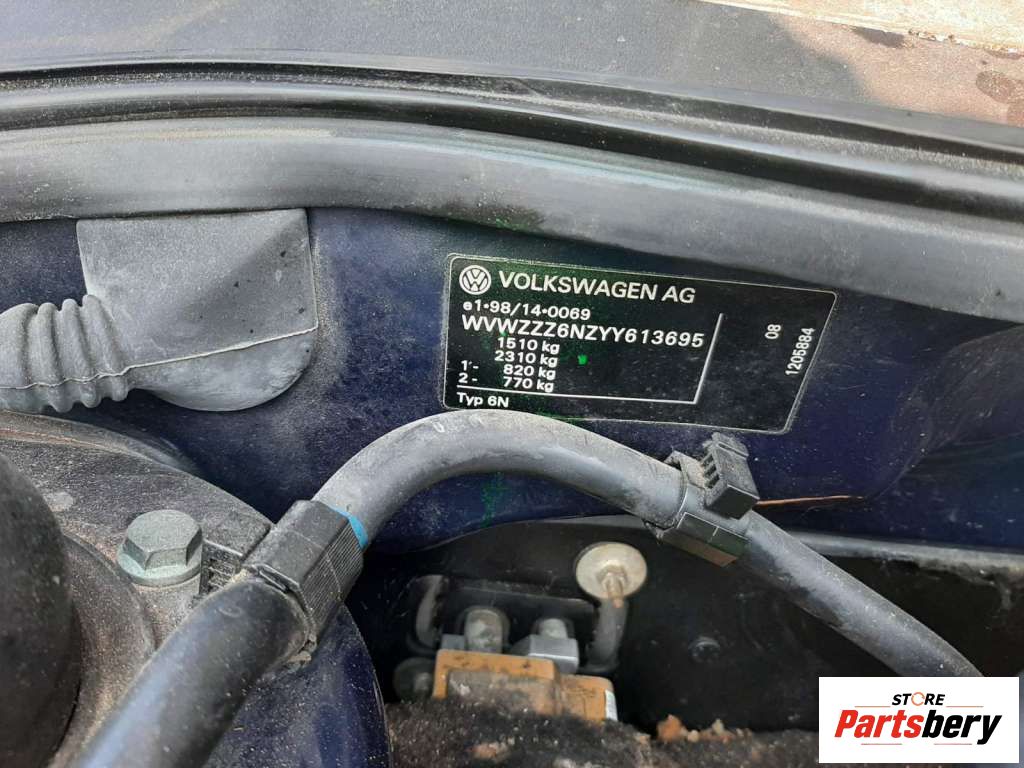 VOLKSWAGEN AG
e1•98/14•0069
WVWZZZ6NZYY613695
1510 kg
2310 kg
1 - 820 kg
2 - 770 kg
Typ 6N
08
1205884
STORE
Partsbery